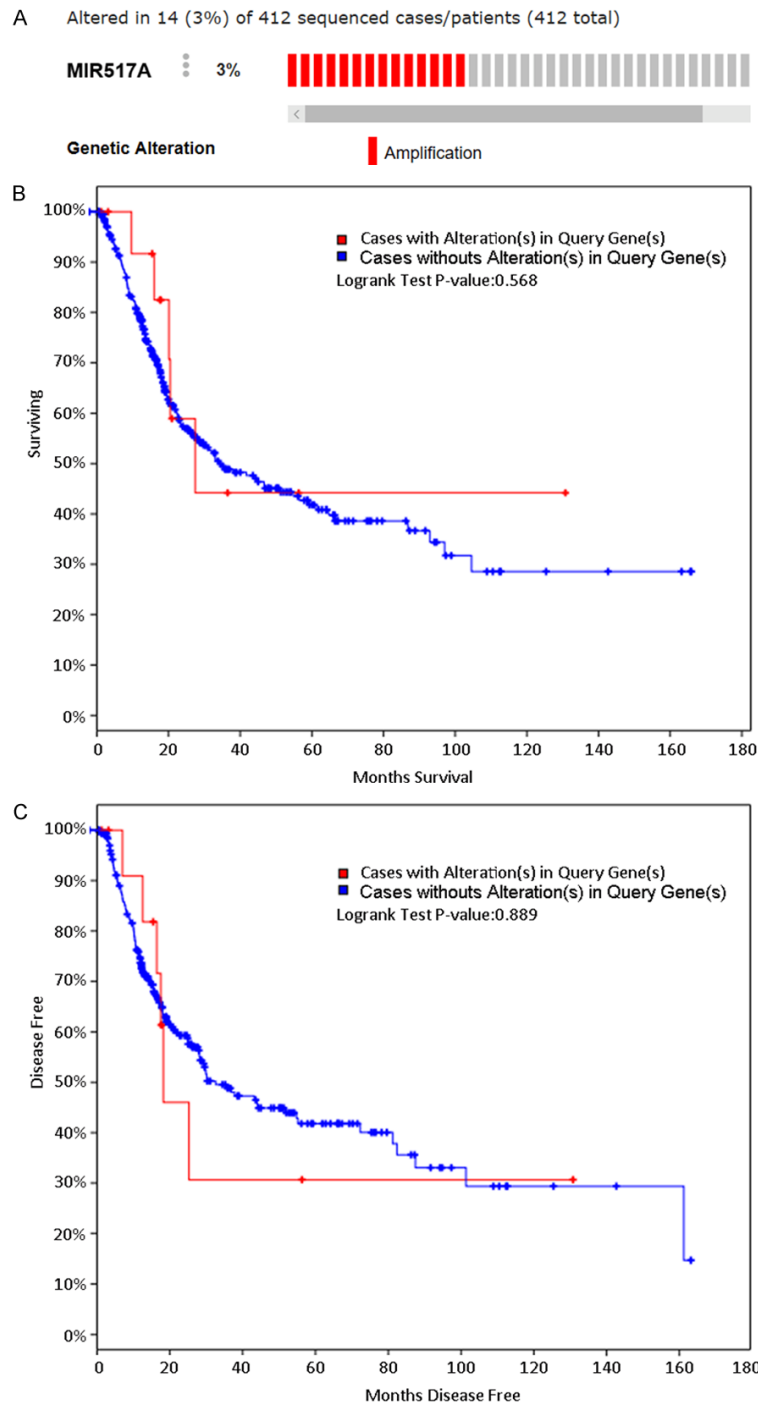 A
Altered in 14 (3%) of 412 sequenced cases/patients (412 total)
MIR517A 3%
<
Genetic Alteration Amplification
B
100%
90%
80%
70%
60%
50%
40%
30%
20%
10%
0%
Surviving
Cases with Alteration(s) in Query Gene(s)
Cases withouts Alteration(s) in Query Gene(s)
Logrank Test P-value:0.568
0 20 40 60 80 100 120 140 160 180
Months Survival
C
100%
90%
80%
70%
60%
50%
40%
30%
20%
10%
0%
Disease Free
Cases with Alteration(s) in Query Gene(s)
Cases withouts Alteration(s) in Query Gene(s)
Logrank Test P-value:0.889
0 20 40 60 80 100 120 140 160 180
Months Disease Free